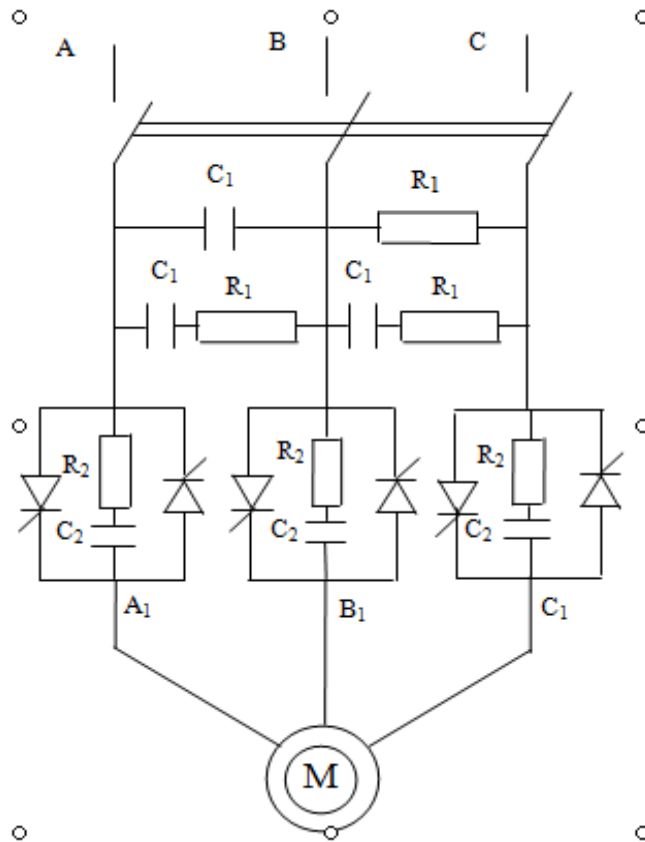 A B C
C₁ R₁
C₁ R₁ C₁ R₁
R₂ R₂ R₂
C₂ C₂ C₂
A₁ B₁ C₁
M